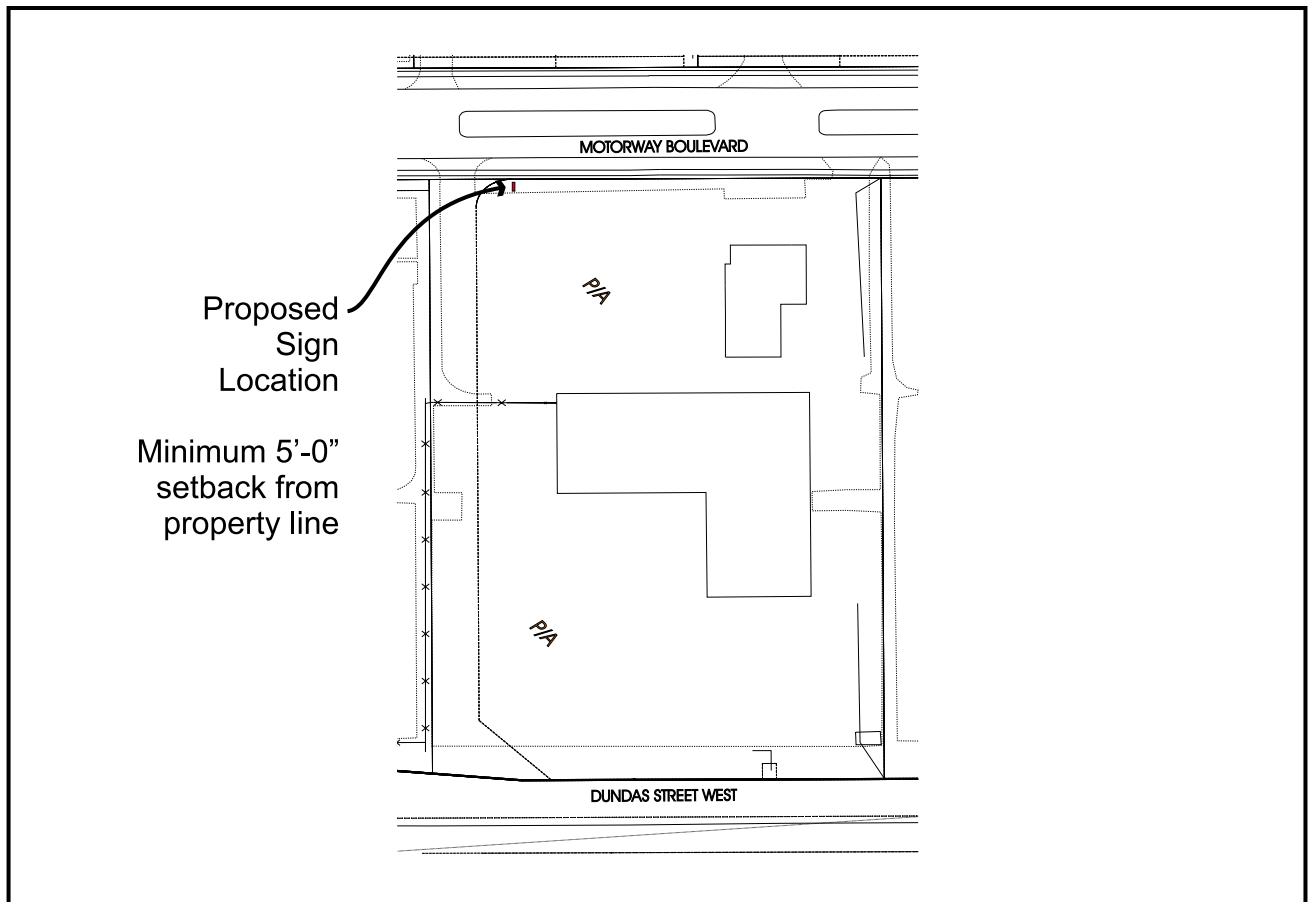 MOTORWAY BOULEVARD
P/A
Proposed
Sign
Location
Minimum 5’-0”
setback from
property line
P/A
DUNDAS STREET WEST